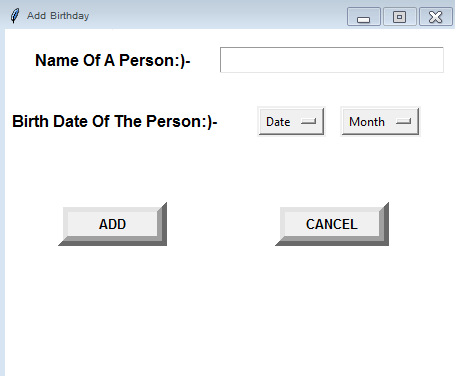 Add Birthday
Name Of A Person:)-
Birth Date Of The Person:)- Date Month
ADD CANCEL